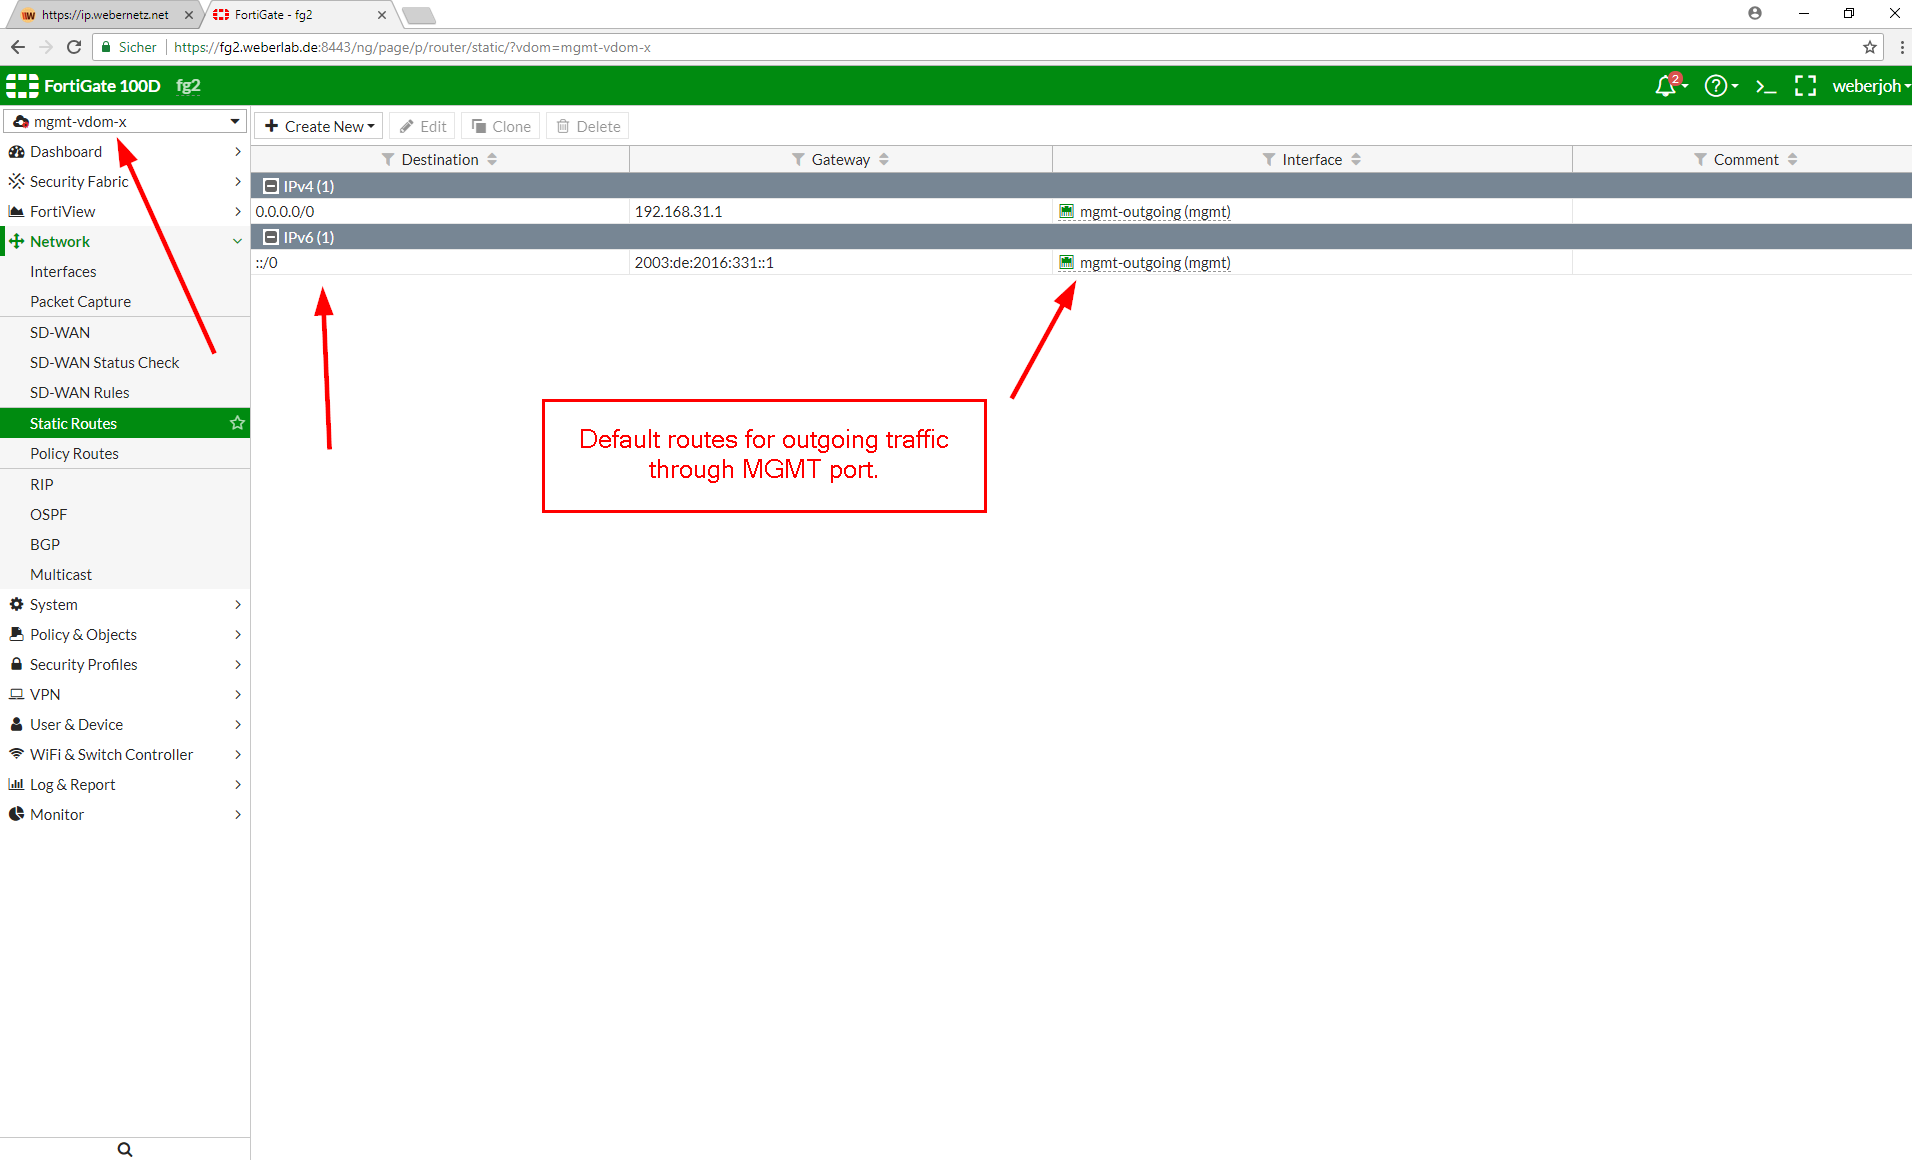 https://ip.webernetz.net
FortiGate - fg2
Sicher https://fg2.weberlab.de:8443/ng/page/p/router/static/?vdom=mgmt-vdom-x
FortiGate 100D fg2 2 weberjoh
mgmt-vdom-x
Create New Edit Clone Delete
Dashboard
Security Fabric
FortiView
Network
Interfaces
Packet Capture
SD-WAN
SD-WAN Status Check
SD-WAN Rules
Static Routes
Policy Routes
RIP
OSPF
BGP
Multicast
System
Policy & Objects
Security Profiles
VPN
User & Device
WiFi & Switch Controller
Log & Report
Monitor
Destination Gateway Interface Comment
IPv4 (1)
0.0.0.0/0 192.168.31.1 mgmt-outgoing (mgmt)
IPv6 (1)
::/0 2003:de:2016:331::1 mgmt-outgoing (mgmt)
Default routes for outgoing traffic
through MGMT port.